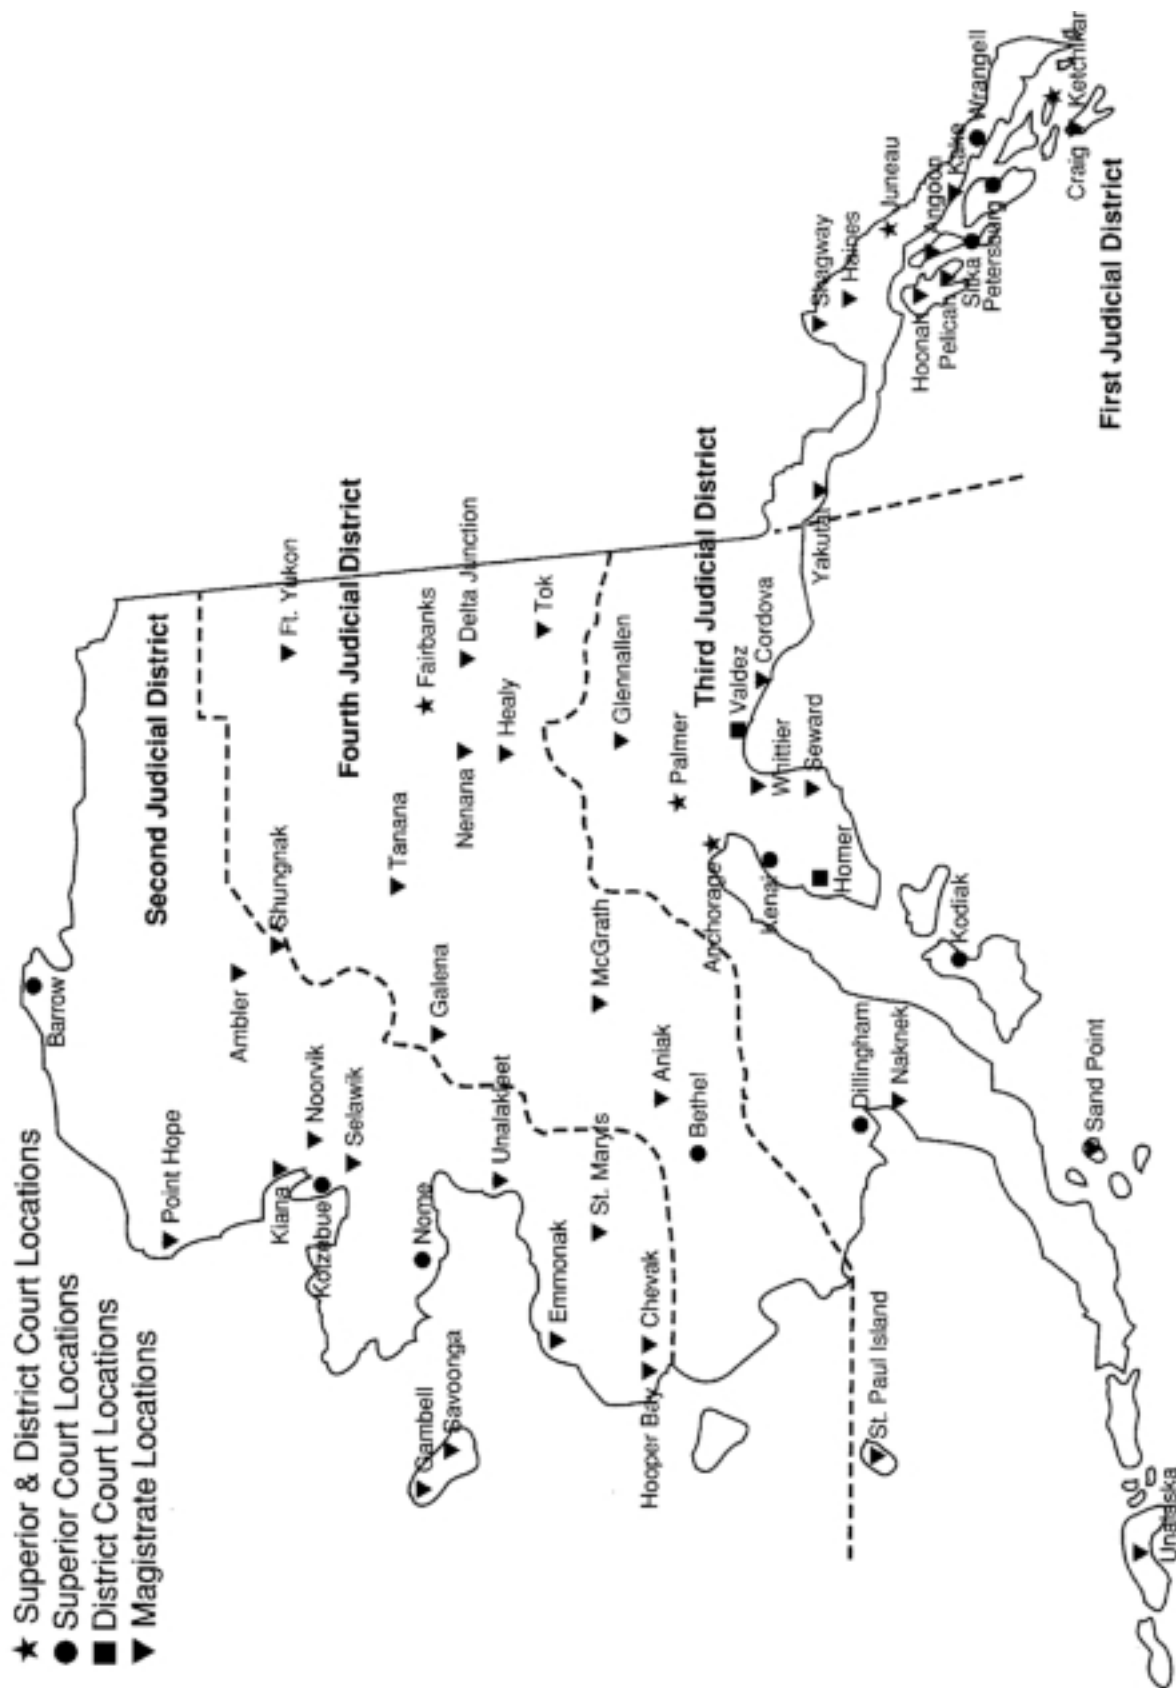 ★ Superior & District Court Locations
● Superior Court Locations
■ District Court Locations
▼ Magistrate Locations
Barrow
Second Judicial District
Point Hope
Ambler
Shungnak
Kiana
Noorvik
Kotzebue
Selawik
Ft. Yukon
Fourth Judicial District
Tanana
Fairbanks
Delta Junction
Nenana
Healy
Tok
Galena
Nome
Gambell
Savoonga
Unalakleet
Emmonak
St. Marys
McGrath
Hooper Bay
Chevak
Aniak
Bethel
Glennallen
Third Judicial District
Palmer
Anchorage
Valdez
Cordova
Whittier
Seward
Kenai
Homer
Kodiak
Dillingham
Naknek
St. Paul Island
Sand Point
Unalaska
Yakutat
Skagway
Haines
Juneau
Hoonah
Pelican
Angoon
Sitka
Kake
Petersburg
Wrangell
Craig
Ketchikan
First Judicial District